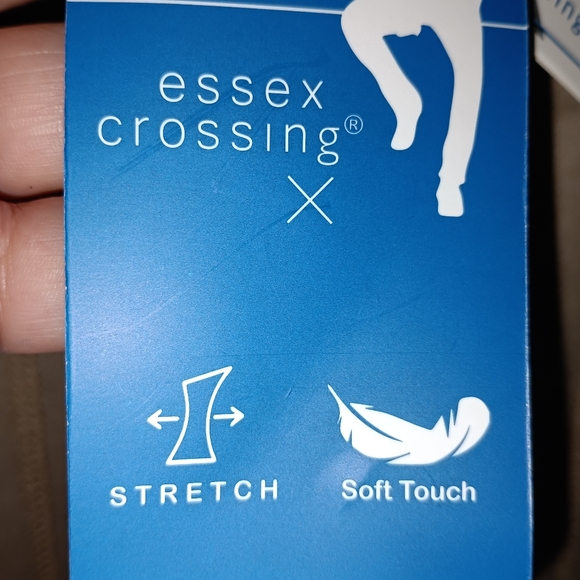 essex
crossing®
X
STRETCH
Soft Touch